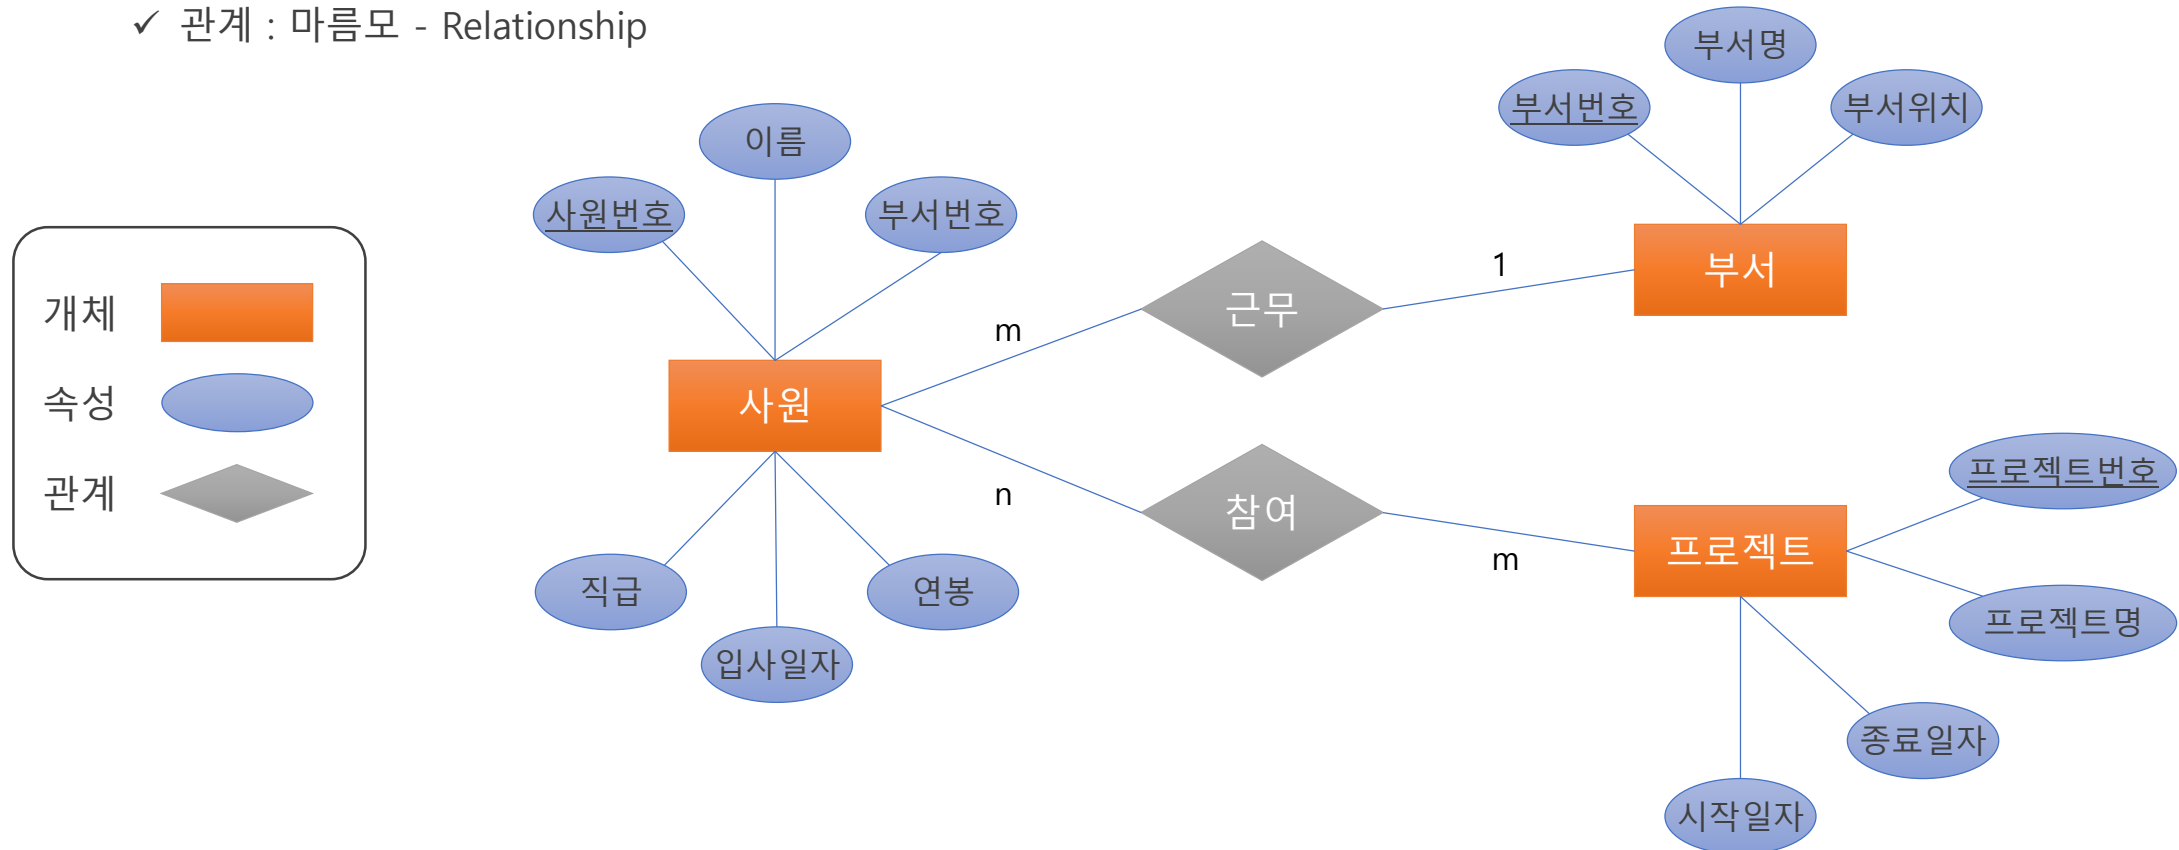 ✓ 관계 : 마름모 - Relationship
부서명
부서번호
부서위치
이름
사원번호
부서번호
부서
1
근무
m
개체
사원
속성
관계
n
참여
m
프로젝트
프로젝트번호
프로젝트명
직급
연봉
입사일자
종료일자
시작일자